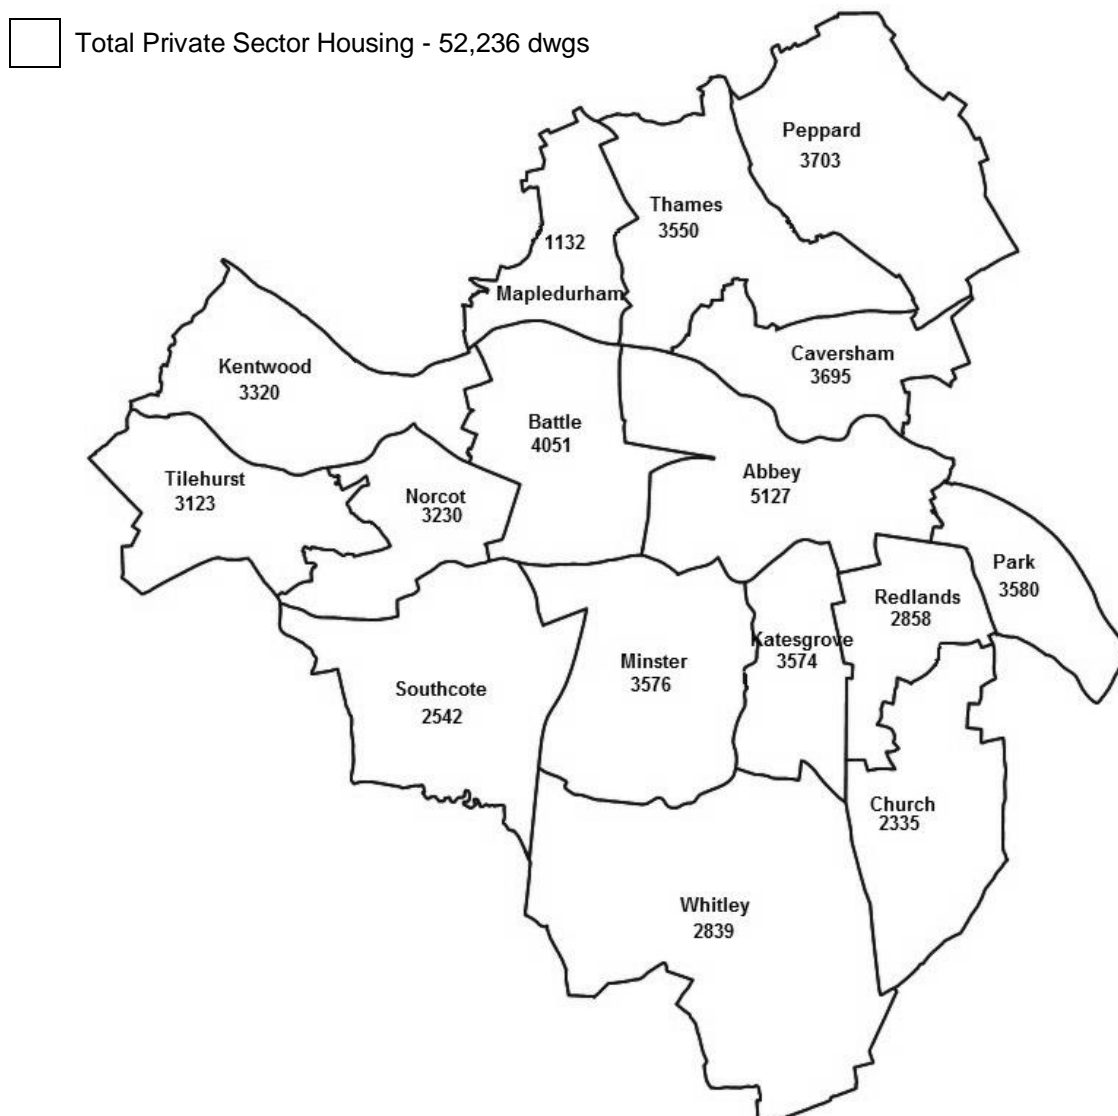 Total Private Sector Housing - 52,236 dwgs
Peppard
3703
Thames
3550
1132
Mapledurham
Caversham
3695
Kentwood
3320
Battle
4051
Abbey
5127
Tilehurst
3123
Norcot
3230
Park
3580
Redlands
2858
Katesgrove
3574
Minster
3576
Southcote
2542
Church
2335
Whitley
2839